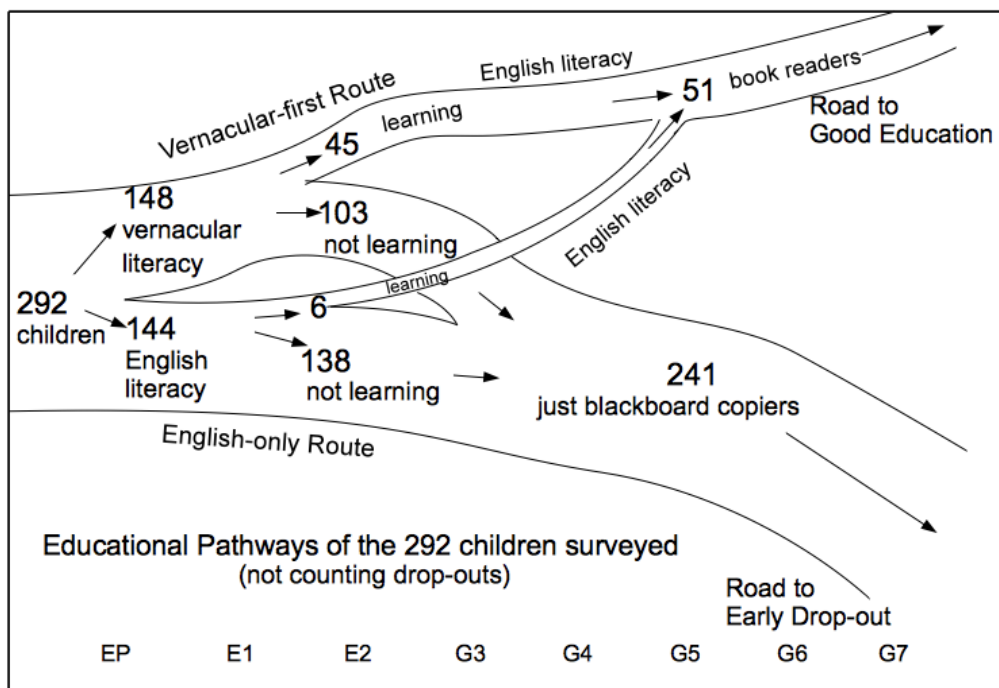 English literacy
book readers
Vernacular-first Route
51
learning
Road to
Good Education
45
148
vernacular
literacy
103
not learning
English literacy
learning
292
children
6
144
English
literacy
138
not learning
241
just blackboard copiers
English-only Route
Educational Pathways of the 292 children surveyed
(not counting drop-outs)
Road to
Early Drop-out
EP E1 E2 G3 G4 G5 G6 G7